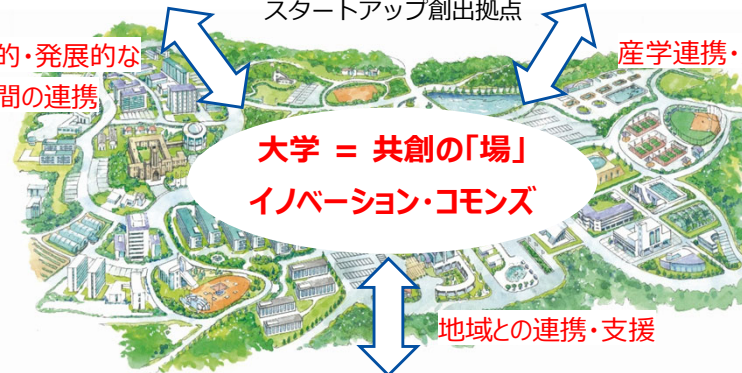 スタートアップ創出拠点
的・発展的な
間の連携
産学連携・
大学 = 共創の「場」
イノベーション・コモンズ
地域との連携・支援